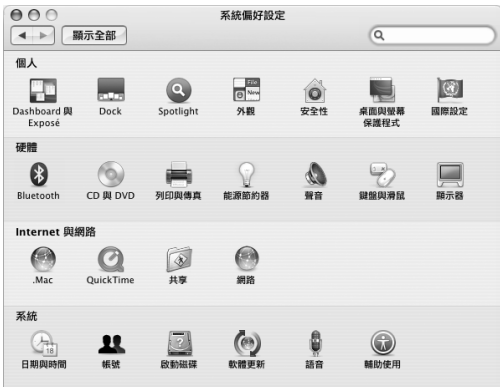 系統偏好設定
顯示全部
個人
Dashboard 與 Exposé
Dock
Spotlight
File
New
外觀
安全性
桌面與螢幕保護程式
國際設定
硬體
Bluetooth
CD 與 DVD
列印與傳真
能源節約器
聲音
鍵盤與滑鼠
顯示器
Internet 與網路
.Mac
QuickTime
共享
網路
系統
18
日期與時間
帳號
啟動磁碟
軟體更新
語音
輔助使用